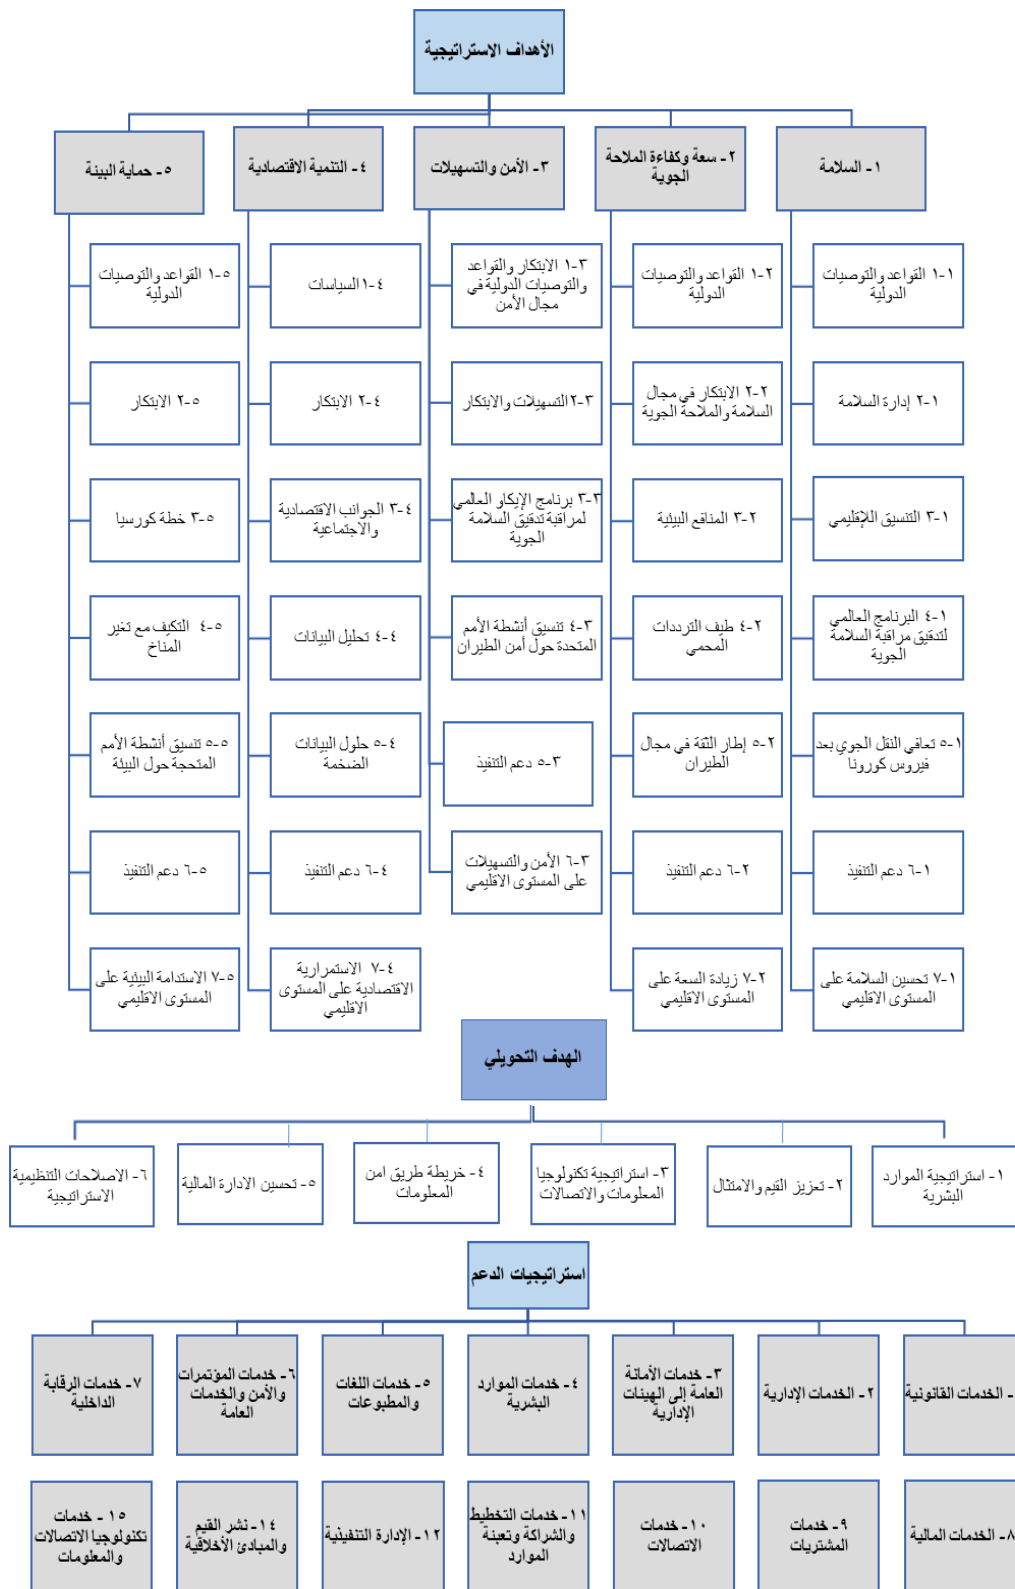 الأهداف الاستراتيجية
١- السلامة
٢- سعة وكفاءة الملاحة
الجوية
٣- الأمن والتسهيلات
٤- التنمية الاقتصادية
٥- حماية البيئة
١-١ القواعد والتوصيات
الدولية
٢-١ إدارة السلامة
٣-١ التنسيق اللإقليمي
٤-١ البرنامج العالمي
لتدقيق مراقبة السلامة
الجوية
٥-١ تعافي النقل الجوي بعد
فيروس كورونا
٦-١ دعم التنفيذ
٧-١ تحسين السلامة على
المستوى الاقليمي
١-٢ القواعد والتوصيات
الدولية
٢-٢ الابتكار في مجال
السلامة والملاحة الجوية
٣-٢ المنافع البيئية
٤-٢ طيف الترددات
المحمي
٥-٢ إطار الثقة في مجال
الطيران
٦-٢ دعم التنفيذ
٧-٢ زيادة السعة على
المستوى الاقليمي
١-٣ الابتكار والقواعد
والتوصيات الدولية في
مجال الأمن
٢-٣ التسهيلات والابتكار
٣-٣ برنامج الإيكاو العالمي
لمراقبة تدقيق السلامة
الجوية
٤-٣ تنسيق أنشطة الأمم
المتحدة حول أمن الطيران
٥-٣ دعم التنفيذ
٦-٣ الأمن والتسهيلات
على المستوى الاقليمي
١-٤ السياسات
٢-٤ الابتكار
٣-٤ الجوانب الاقتصادية
والاجتماعية
٤-٤ تحليل البيانات
٥-٤ حلول البيانات
الضخمة
٦-٤ دعم التنفيذ
٧-٤ الاستمرارية
الاقتصادية على المستوى
الاقليمي
١-٥ القواعد والتوصيات
الدولية
٢-٥ الابتكار
٣-٥ خطة كورسيا
٤-٥ التكيف مع تغير
المناخ
٥-٥ تنسيق أنشطة الأمم
المتحجة حول البيئة
٦-٥ دعم التنفيذ
٧-٥ الاستدامة البيئية على
المستوى الاقليمي
الهدف التحويلي
١- استراتيجية الموارد
البشرية
٢- تعزيز القيم والامتثال
٣- استراتيجية تكنولوجيا
المعلومات والاتصالات
٤- خريطة طريق امن
المعلومات
٥- تحسين الادارة المالية
٦- الاصلاحات التنظيمية
الاستراتيجية
استراتيجيات الدعم
- الخدمات القانونية
٢- الخدمات الإدارية
٣- خدمات الأمانة
العامة إلى الهيئات
الإدارية
٤- خدمات الموارد
البشرية
٥- خدمات اللغات
والمطبوعات
٦- خدمات المؤتمرات
والأمن والخدمات
العامة
٧- خدمات الرقابة
الداخلية
٨- الخدمات المالية
٩- خدمات
المشتريات
١٠- خدمات
الاتصالات
١١- خدمات التخطيط
والشراكة وتعبئة
الموارد
١٢- الإدارة التنفيذية
١٤- نشر القيم
والمبادئ الأخلاقية
١٥ - خدمات
تكنولوجيا الاتصالات
والمعلومات